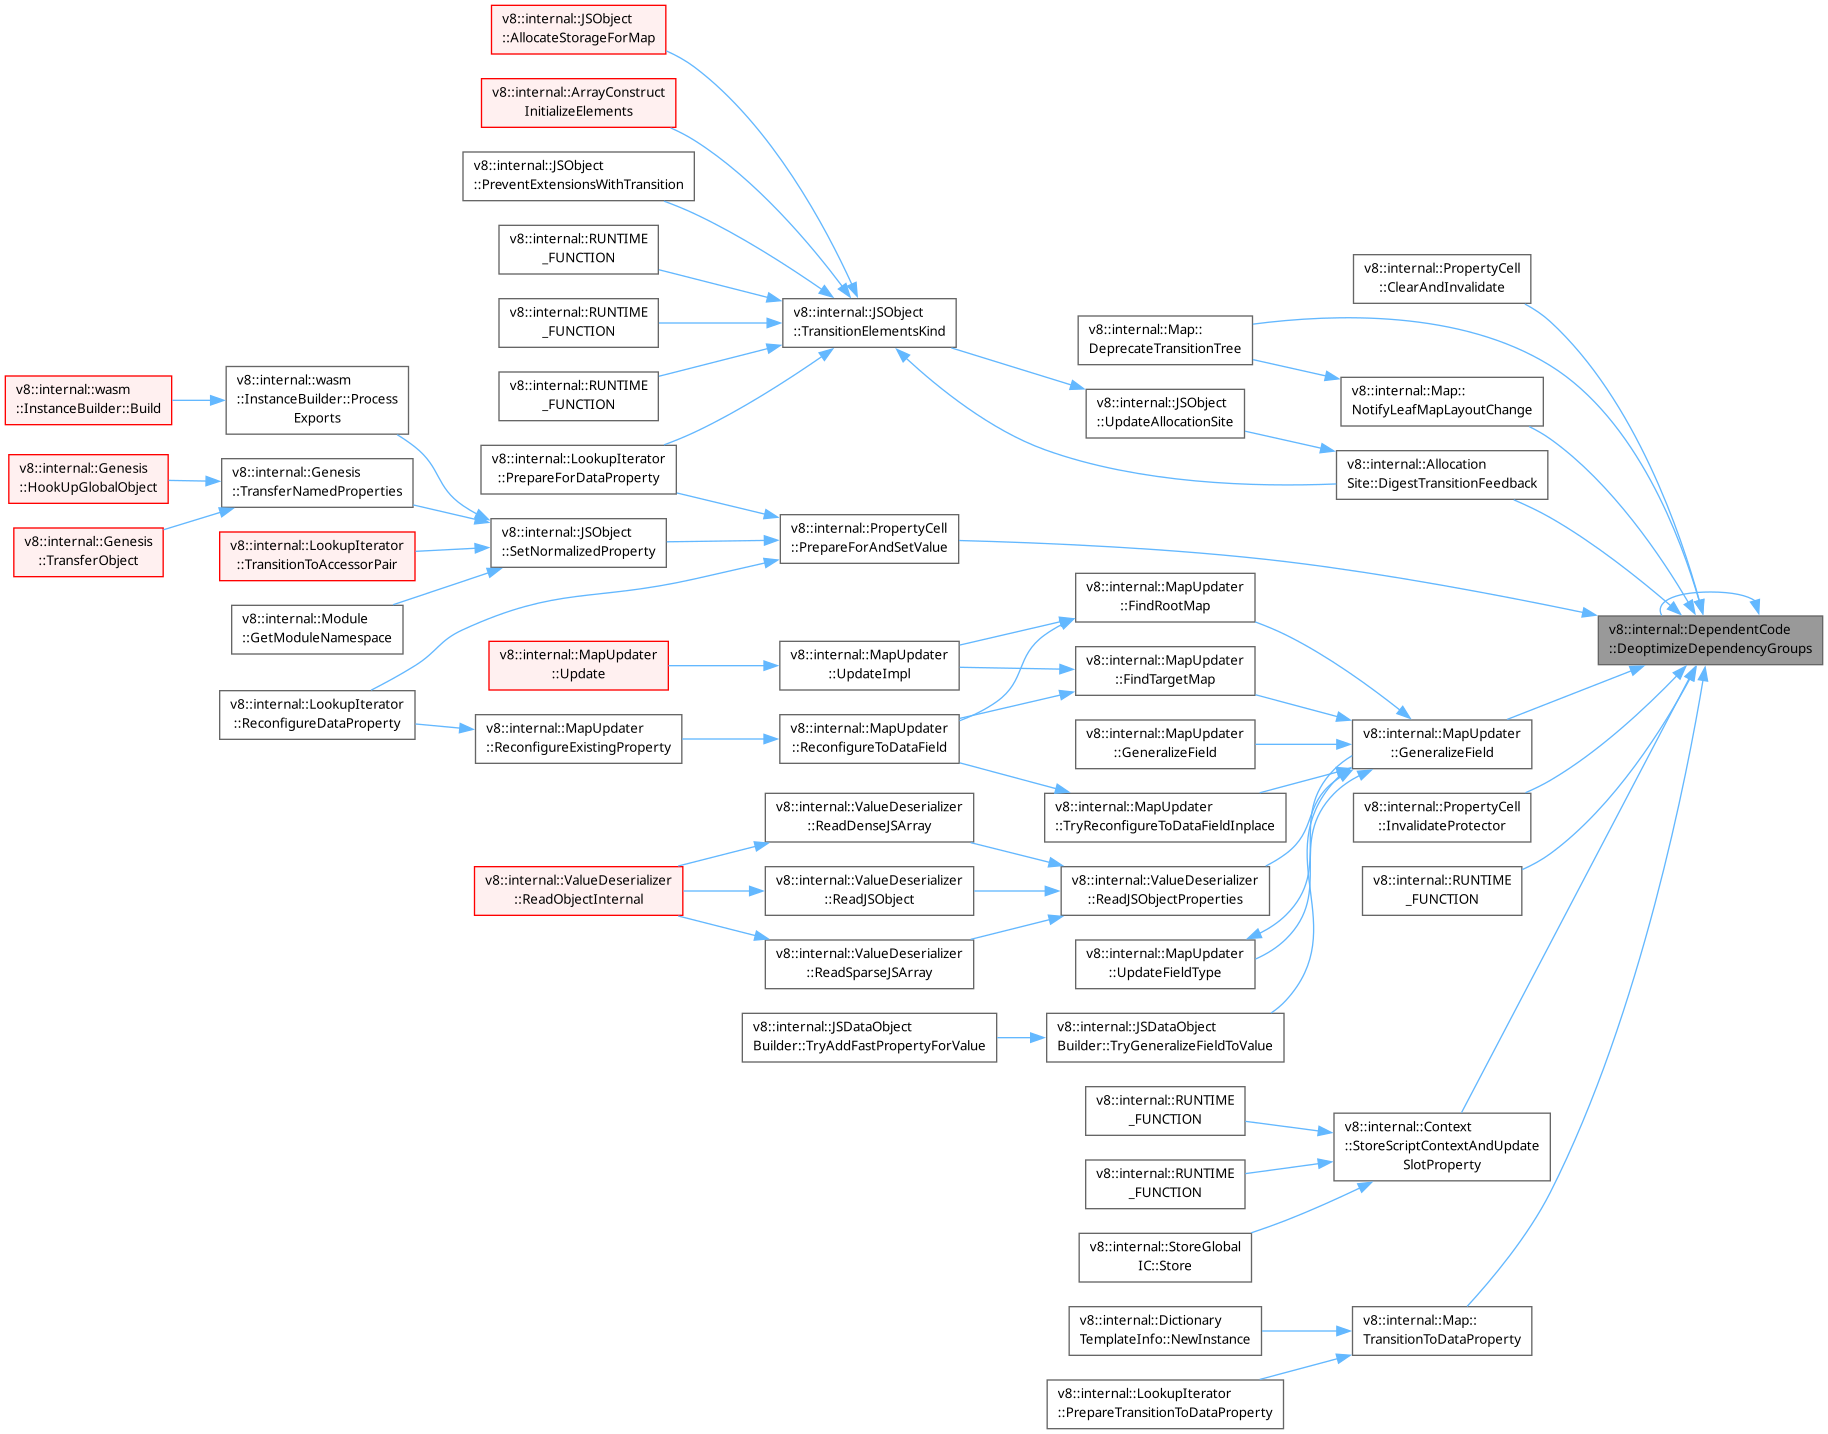 v8::internal::JSObject
::AllocateStorageForMap
v8::internal::ArrayConstruct
InitializeElements
v8::internal::JSObject
::PreventExtensionsWithTransition
v8::internal::RUNTIME
_FUNCTION
v8::internal::RUNTIME
_FUNCTION
v8::internal::RUNTIME
_FUNCTION
v8::internal::LookupIterator
::PrepareForDataProperty
v8::internal::JSObject
::TransitionElementsKind
v8::internal::PropertyCell
::ClearAndInvalidate
v8::internal::Map::
DeprecateTransitionTree
v8::internal::Map::
NotifyLeafMapLayoutChange
v8::internal::JSObject
::UpdateAllocationSite
v8::internal::Allocation
Site::DigestTransitionFeedback
v8::internal::wasm
::InstanceBuilder::Build
v8::internal::wasm
::InstanceBuilder::Process
Exports
v8::internal::Genesis
::HookUpGlobalObject
v8::internal::Genesis
::TransferNamedProperties
v8::internal::Genesis
::TransferObject
v8::internal::LookupIterator
::TransitionToAccessorPair
v8::internal::Module
::GetModuleNamespace
v8::internal::JSObject
::SetNormalizedProperty
v8::internal::PropertyCell
::PrepareForAndSetValue
v8::internal::DependentCode
::DeoptimizeDependencyGroups
v8::internal::MapUpdater
::FindRootMap
v8::internal::MapUpdater
::Update
v8::internal::MapUpdater
::UpdateImpl
v8::internal::MapUpdater
::FindTargetMap
v8::internal::LookupIterator
::ReconfigureDataProperty
v8::internal::MapUpdater
::ReconfigureExistingProperty
v8::internal::MapUpdater
::ReconfigureToDataField
v8::internal::MapUpdater
::GeneralizeField
v8::internal::MapUpdater
::GeneralizeField
v8::internal::MapUpdater
::TryReconfigureToDataFieldInplace
v8::internal::PropertyCell
::InvalidateProtector
v8::internal::ValueDeserializer
::ReadDenseJSArray
v8::internal::ValueDeserializer
::ReadObjectInternal
v8::internal::ValueDeserializer
::ReadJSObject
v8::internal::ValueDeserializer
::ReadJSObjectProperties
v8::internal::RUNTIME
_FUNCTION
v8::internal::ValueDeserializer
::ReadSparseJSArray
v8::internal::MapUpdater
::UpdateFieldType
v8::internal::JSDataObject
Builder::TryAddFastPropertyForValue
v8::internal::JSDataObject
Builder::TryGeneralizeFieldToValue
v8::internal::RUNTIME
_FUNCTION
v8::internal::RUNTIME
_FUNCTION
v8::internal::Context
::StoreScriptContextAndUpdate
SlotProperty
v8::internal::StoreGlobal
IC::Store
v8::internal::Dictionary
TemplateInfo::NewInstance
v8::internal::Map::
TransitionToDataProperty
v8::internal::LookupIterator
::PrepareTransitionToDataProperty